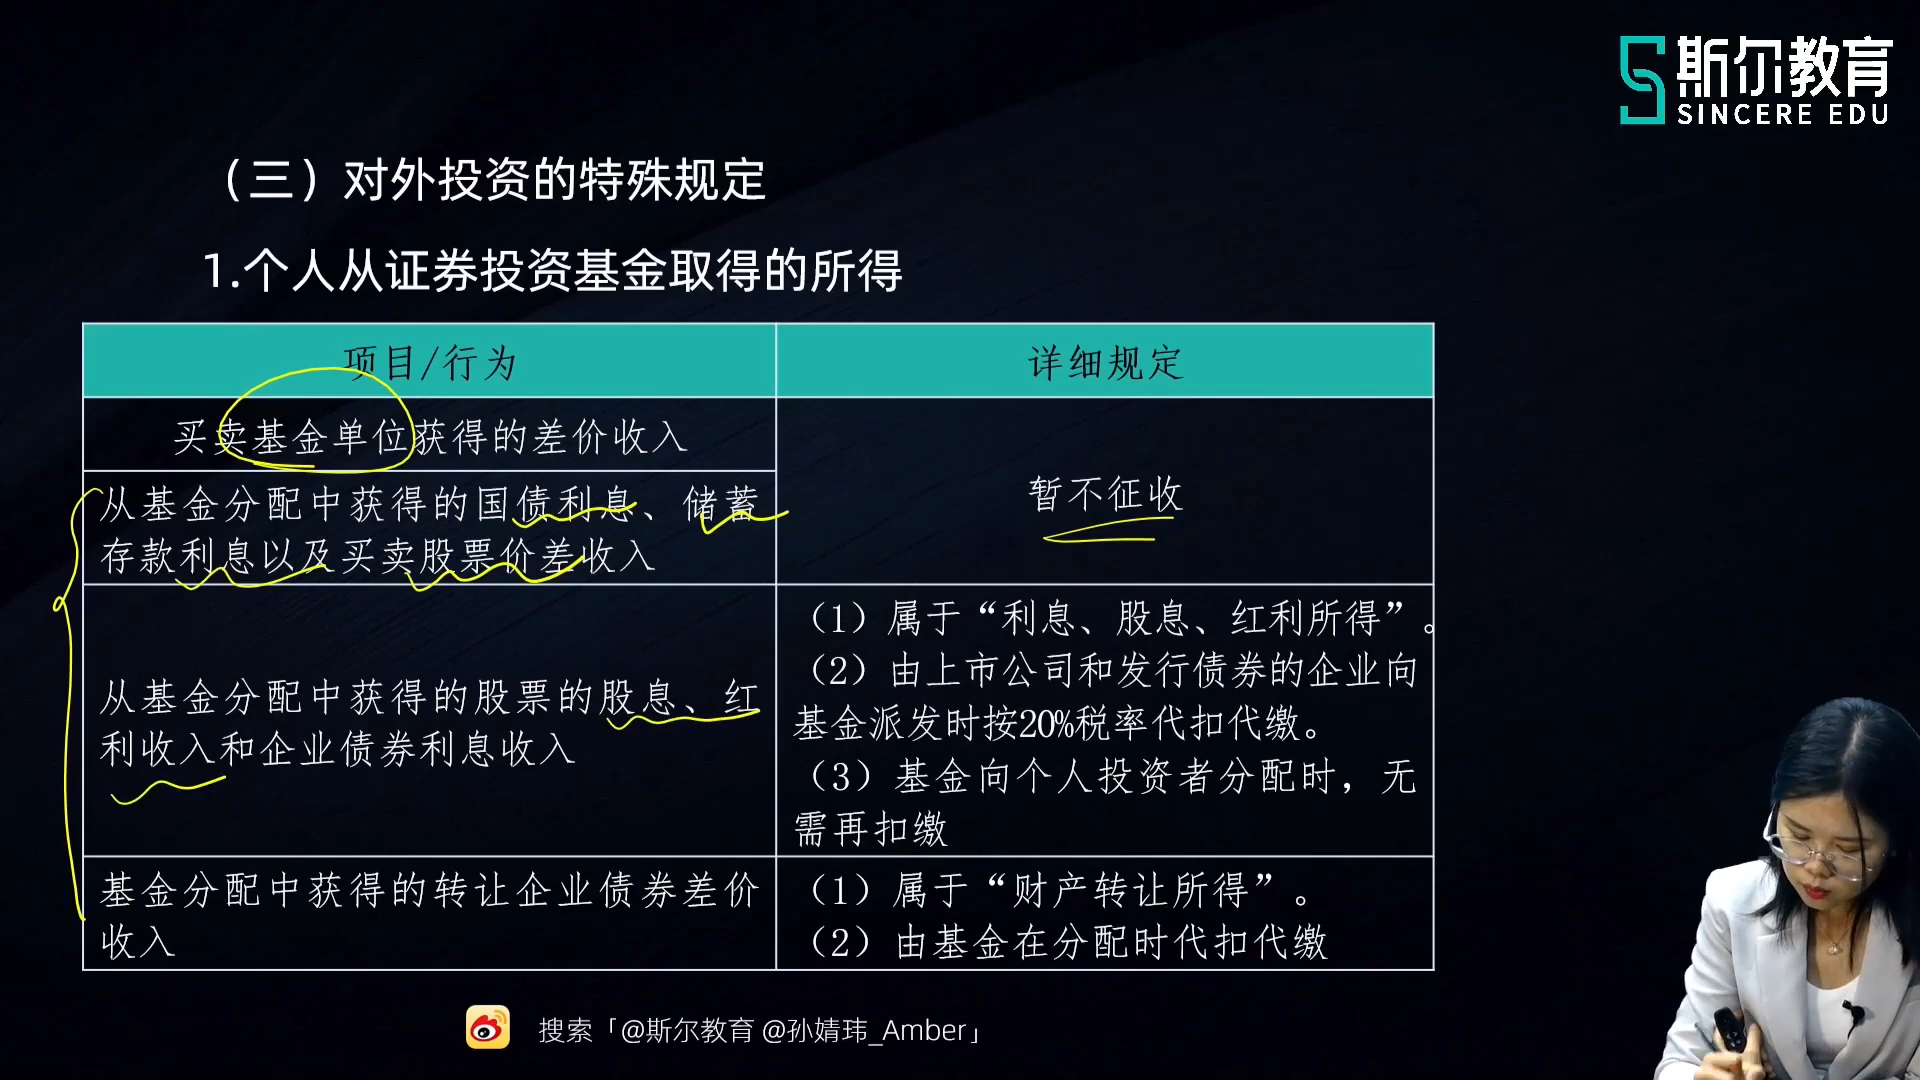 斯尔教育
SINCERE EDU
（三）对外投资的特殊规定
1.个人从证券投资基金取得的所得
项目/行为
详细规定
买卖基金单位获得的差价收入
从基金分配中获得的国债利息、储蓄
存款利息以及买卖股票价差收入
暂不征收
从基金分配中获得的股票的股息、红
利收入和企业债券利息收入
（1）属于“利息、股息、红利所得”。
（2）由上市公司和发行债券的企业向
基金派发时按20%税率代扣代缴。
（3）基金向个人投资者分配时，无
需再扣缴
基金分配中获得的转让企业债券差价
收入
（1）属于“财产转让所得”。
（2）由基金在分配时代扣代缴
搜索「@斯尔教育 @孙婧玮_Amber」